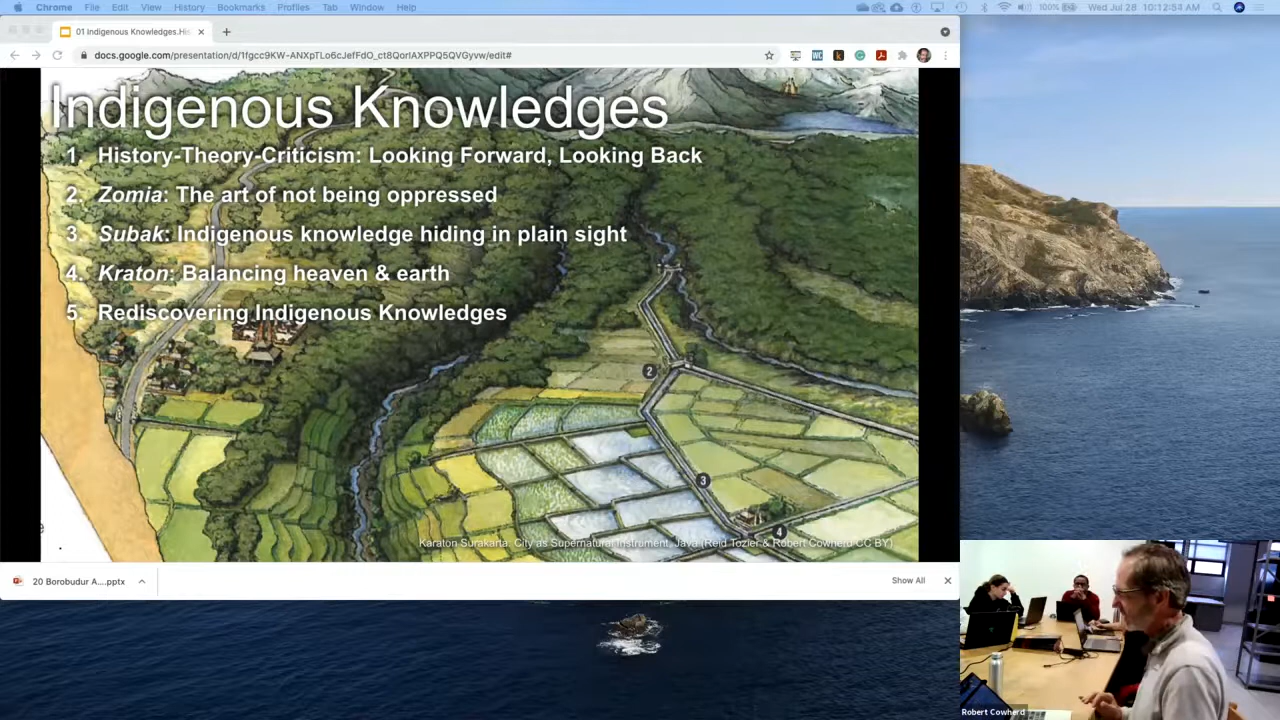 Chrome File Edit View History Bookmarks Profiles Tab Window Help
100% Wed Jul 28 10:12:54 AM
01 Indigenous Knowledges.His
docs.google.com/presentation/d/1fgcc9KW-ANXpTLo6cJefFdO_ct8QorIAXPPQ5QVGyvw/edit#
Indigenous Knowledges
1. History-Theory-Criticism: Looking Forward, Looking Back
2. Zomia: The art of not being oppressed
3. Subak: Indigenous knowledge hiding in plain sight
4. Kraton: Balancing heaven & earth
5. Rediscovering Indigenous Knowledges
2
3
4
Karaton Surakarta: City as Supernatural Instrument, Java (Reid Tozier & Robert Cowherd CC BY)
20 Borobudur A....pptx
Show All
Robert Cowherd